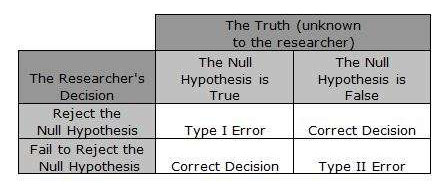 The Truth (unknown
to the researcher)
The Researcher's
Decision
The Null
Hypothesis is
True
The Null
Hypothesis is
False
Reject the
Null Hypothesis
Type I Error
Correct Decision
Fail to Reject the
Null Hypothesis
Correct Decision
Type II Error